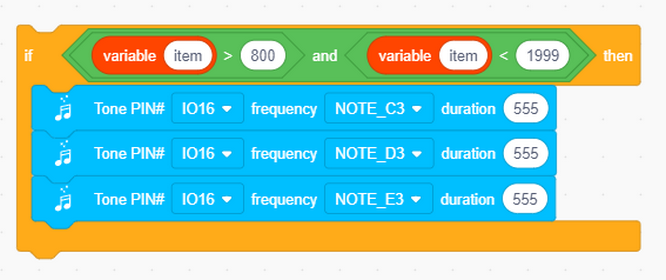 if variable item > 800 and variable item < 1999 then
Tone PIN# IO16 frequency NOTE_C3 duration 555
Tone PIN# IO16 frequency NOTE_D3 duration 555
Tone PIN# IO16 frequency NOTE_E3 duration 555